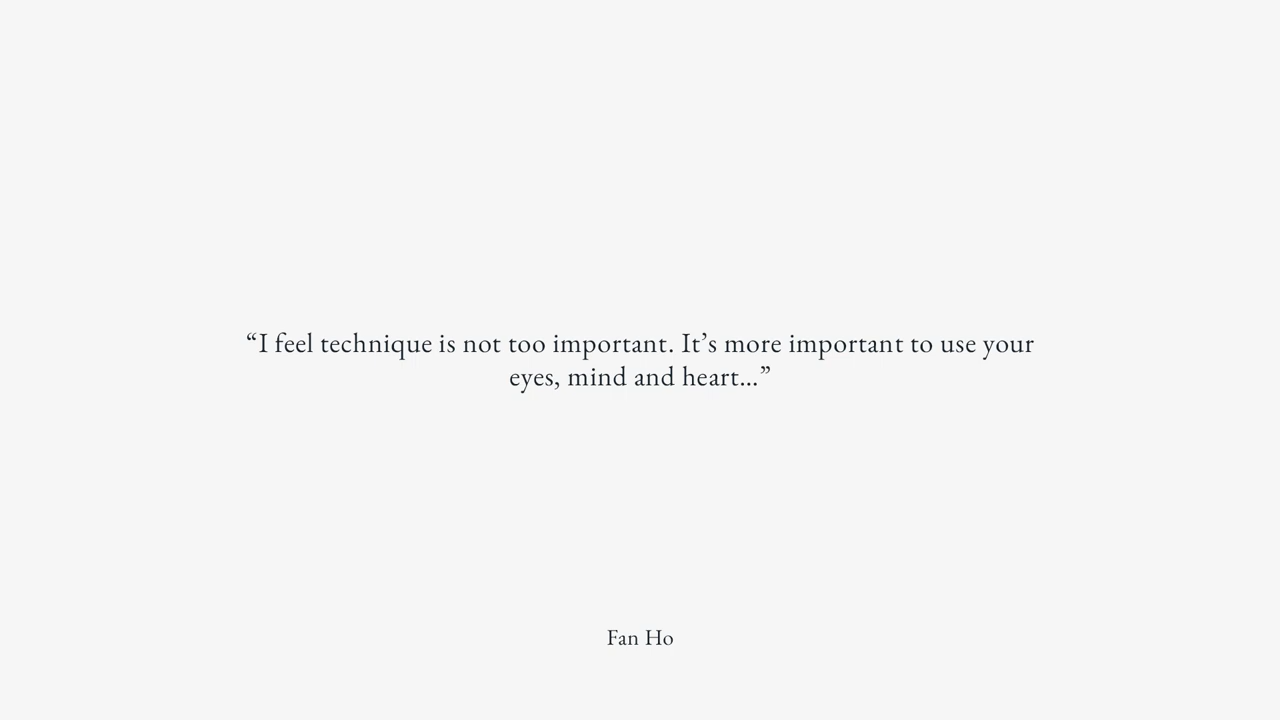 “I feel technique is not too important. It’s more important to use your
eyes, mind and heart...”
Fan Ho